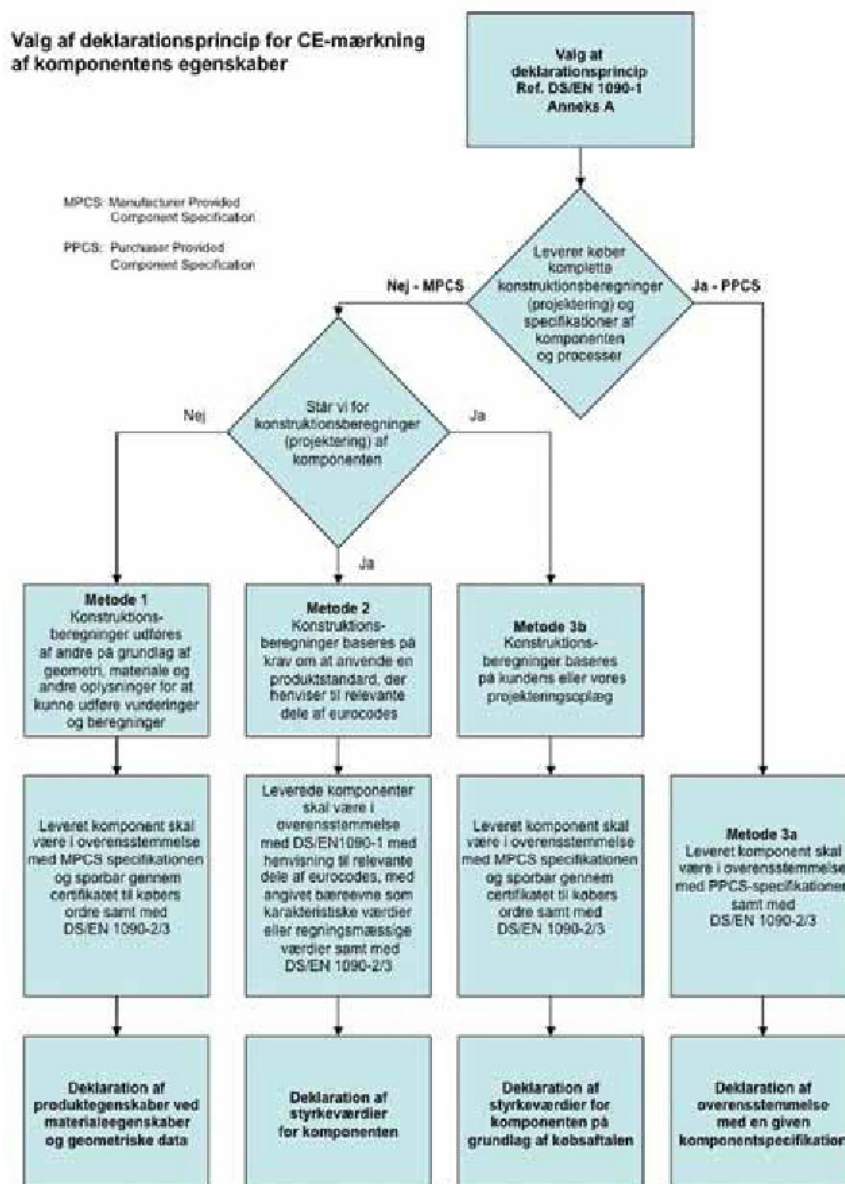 Valg af deklarationsprincip for CE-mærkning
af komponentens egenskaber
Valg at
deklarationsprincip
Ref. DS/EN 1090-1
Anneks A
MPCS: Manufacturer Provided
Component Specification
PPCS: Purchaser Provided
Component Specification
Leverer køber
komplette
konstruktionsberegninger
(projektering) og
specifikationer af
komponenten
og processer
Nej - MPCS
Ja - PPCS
Står vi for
konstruktionsberegninger
(projektering) af
komponenten
Nej
Ja
Ja
Metode 1
Konstruktions-
beregninger udføres
af andre på grundlag af
geometri, materiale og
andre oplysninger for at
kunne udføre vurderinger
og beregninger
Metode 2
Konstruktions-
beregninger baseres på
krav om at anvende en
produktstandard, der
henviser til relevante
dele af eurocodes
Metode 3b
Konstruktions-
beregninger baseres
på kundens eller vores
projekteringsoplæg
Leveret komponent skal
være i overensstemmelse
med MPCS specifikationen
og sporbar gennem
certifikatet til købers
ordre samt med
DS/EN 1090-2/3
Leverede komponenter
skal være i
overensstemmelse
med DS/EN1090-1 med
henvisning til relevante
dele af eurocodes, med
angivet bæreevne som
karakteristiske værdier
eller regningsmæssige
værdier samt med
DS/EN 1090-2/3
Leveret komponent skal
være i overensstemmelse
med MPCS specifikationen
og sporbar gennem
certifikatet til købers
ordre samt med
DS/EN 1090-2/3
Metode 3a
Leveret komponent skal
være i overensstemmelse
med PPCS-specifikationen
samt med
DS/EN 1090-2/3
Deklaration af
produktegenskaber ved
materialeegenskaber
og geometriske data
Deklaration af
styrkeværdier
for komponenten
Deklaration af
styrkeværdier for
komponenten på
grundlag af købsaftalen
Deklaration af
overensstemmelse
med en given
komponentspecifikation